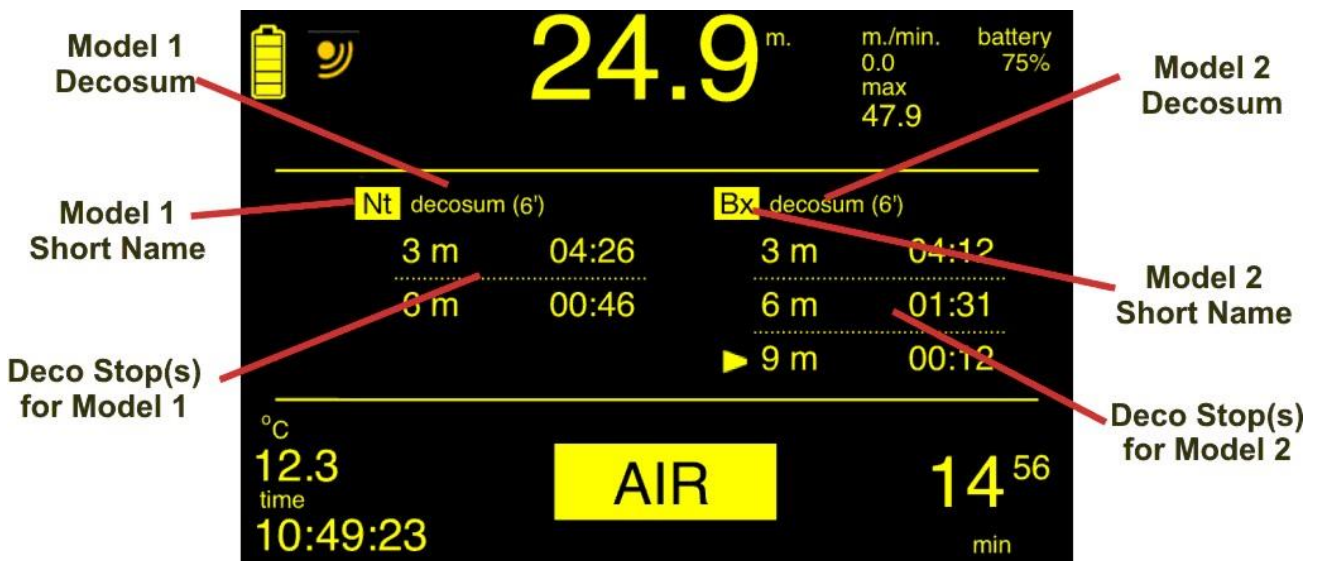 Model 1
Decosum
24.9 m.
m./min.
0.0
max
47.9
battery
75%
Model 2
Decosum
Model 1
Short Name
Nt decosum (6')
3 m 04:26
6 m 00:46
Bx decosum (6')
3 m 04:12
6 m 01:31
9 m 00:12
Model 2
Short Name
Deco Stop(s)
for Model 1
Deco Stop(s)
for Model 2
°C
12.3
time
10:49:23
AIR
14 56
min